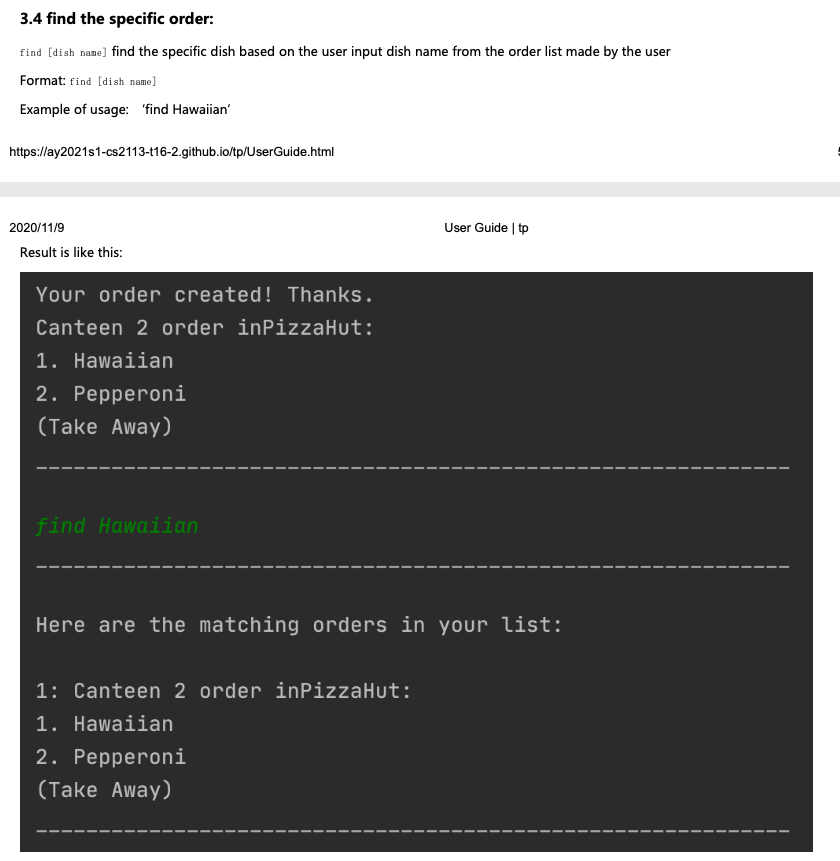 3.4 find the specific order:
find [dish name] find the specific dish based on the user input dish name from the order list made by the user
Format: find [dish name]
Example of usage: ‘find Hawaiian’
https://ay2021s1-cs2113-t16-2.github.io/tp/UserGuide.html
2020/11/9 User Guide | tp
Result is like this:
Your order created! Thanks.
Canteen 2 order inPizzaHut:
1. Hawaiian
2. Pepperoni
(Take Away)
____________________________________________________________
find Hawaiian
____________________________________________________________
Here are the matching orders in your list:
1: Canteen 2 order inPizzaHut:
1. Hawaiian
2. Pepperoni
(Take Away)
____________________________________________________________